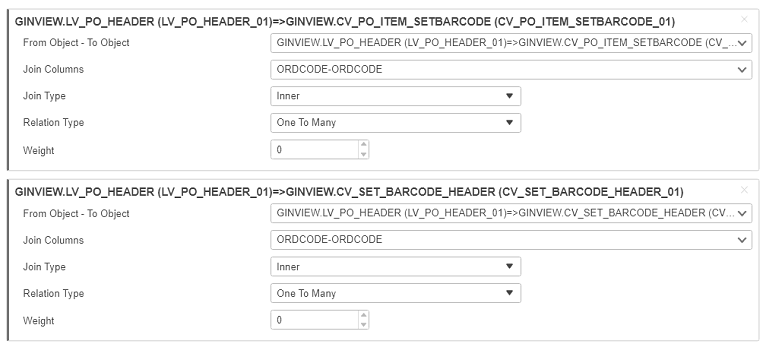 GINVIEW.LV_PO_HEADER (LV_PO_HEADER_01)=>GINVIEW.CV_PO_ITEM_SETBARCODE (CV_PO_ITEM_SETBARCODE_01)
From Object - To Object GINVIEW.LV_PO_HEADER (LV_PO_HEADER_01)=>GINVIEW.CV_PO_ITEM_SETBARCODE (CV_...
Join Columns ORDCODE-ORDCODE
Join Type Inner
Relation Type One To Many
Weight 0
GINVIEW.LV_PO_HEADER (LV_PO_HEADER_01)=>GINVIEW.CV_SET_BARCODE_HEADER (CV_SET_BARCODE_HEADER_01)
From Object - To Object GINVIEW.LV_PO_HEADER (LV_PO_HEADER_01)=>GINVIEW.CV_SET_BARCODE_HEADER (CV...
Join Columns ORDCODE-ORDCODE
Join Type Inner
Relation Type One To Many
Weight 0